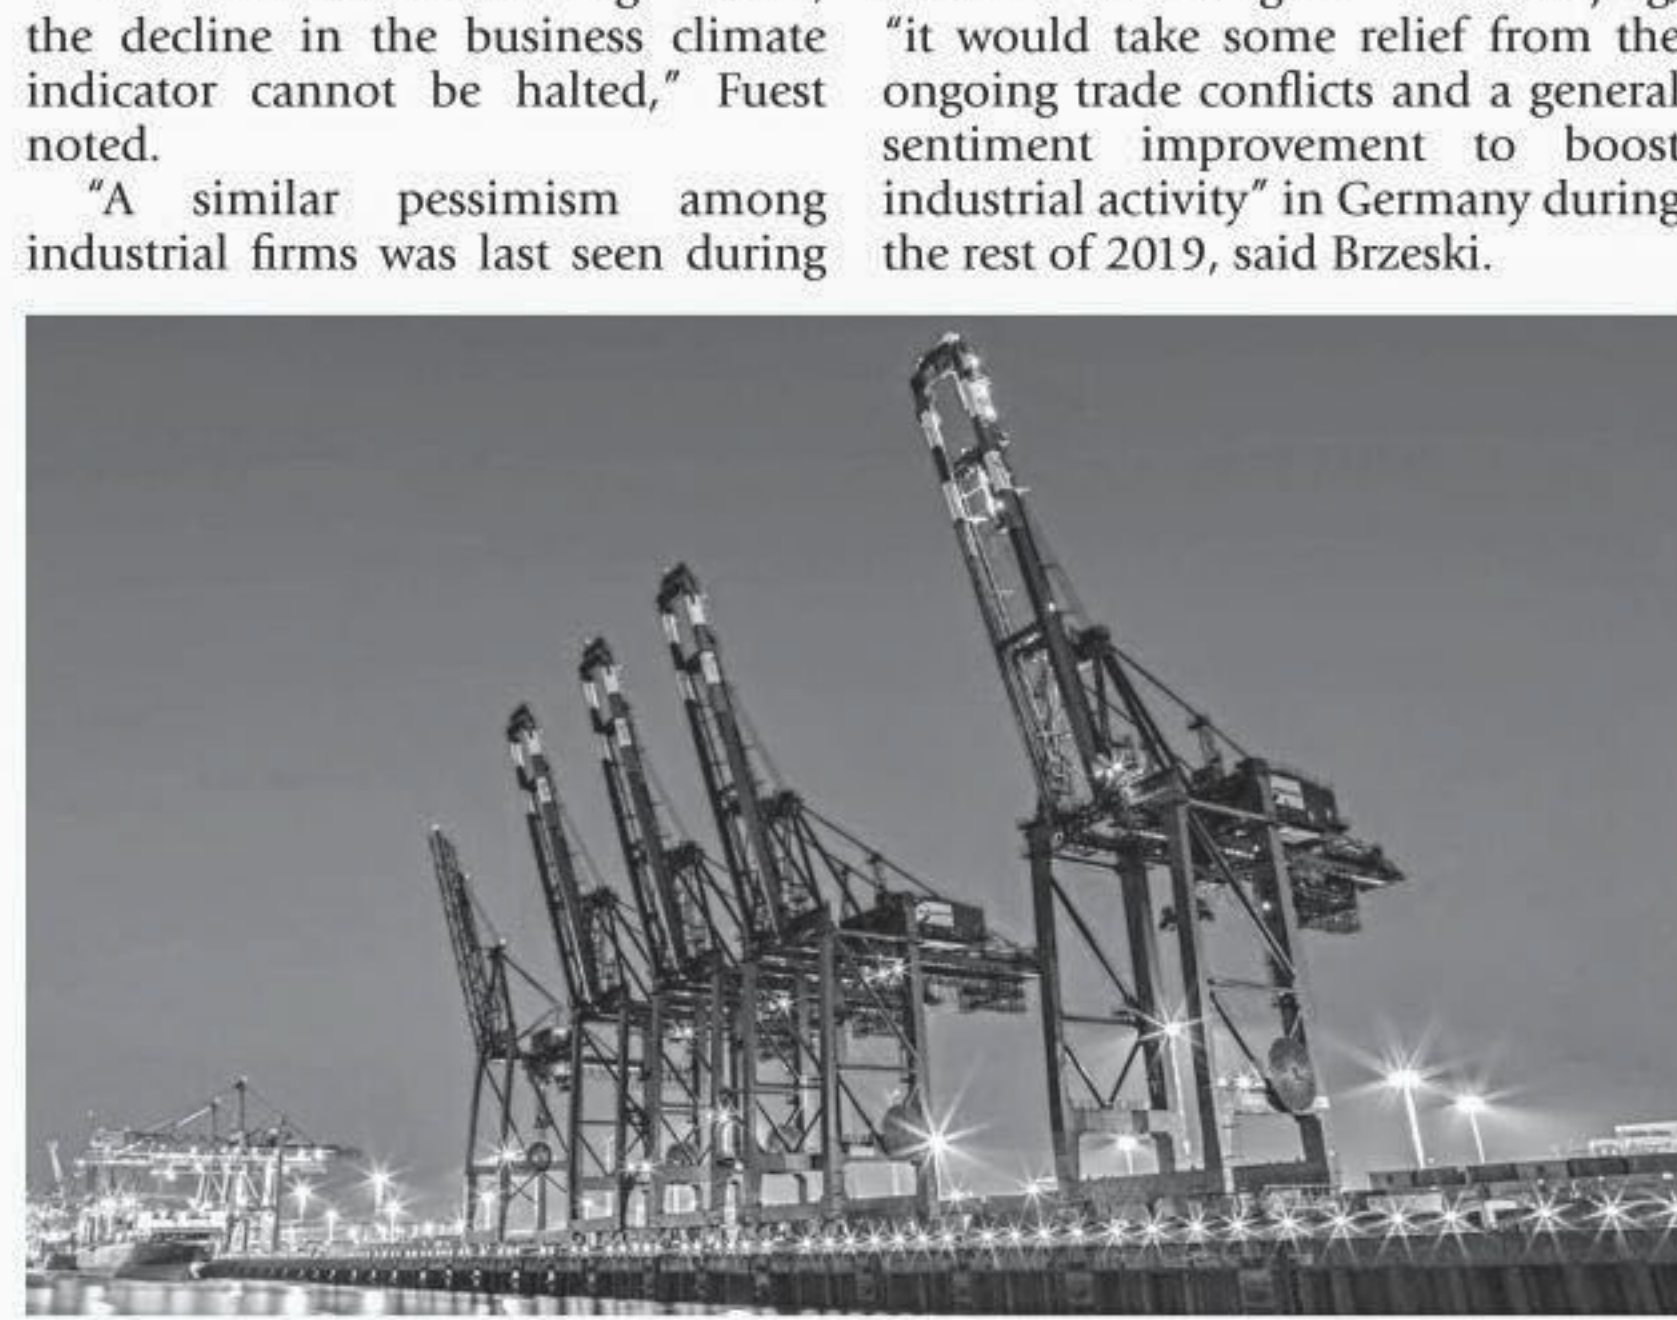 the decline in the business climate
indicator cannot be halted,” Fuest
noted.
“A similar pessimism among
industrial firms was last seen during
“it would take some relief from the
ongoing trade conflicts and a general
sentiment improvement to boost
industrial activity” in Germany during
the rest of 2019, said Brzeski.